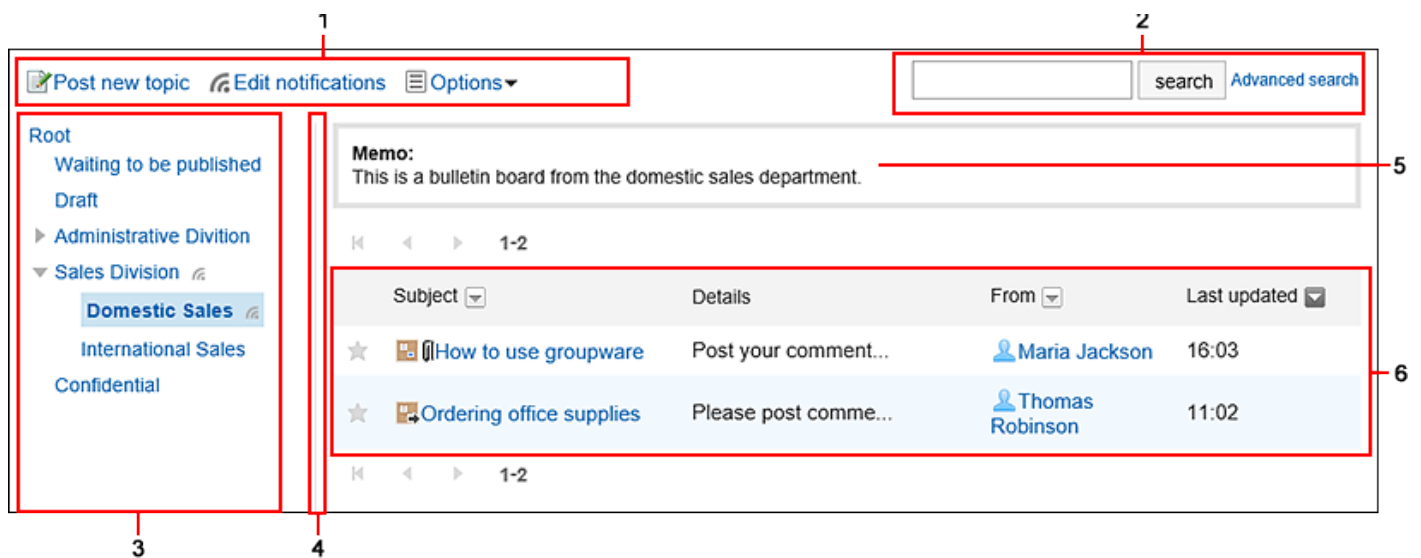 1
2
Post new topic Edit notifications Options
search Advanced search
Root
Waiting to be published
Draft
Administrative Divition
Sales Division
Domestic Sales
International Sales
Confidential
3
4
Memo:
This is a bulletin board from the domestic sales department.
5
1-2
Subject Details From Last updated
How to use groupware Post your comment... Maria Jackson 16:03
Ordering office supplies Please post comme... Thomas Robinson 11:02
6
1-2